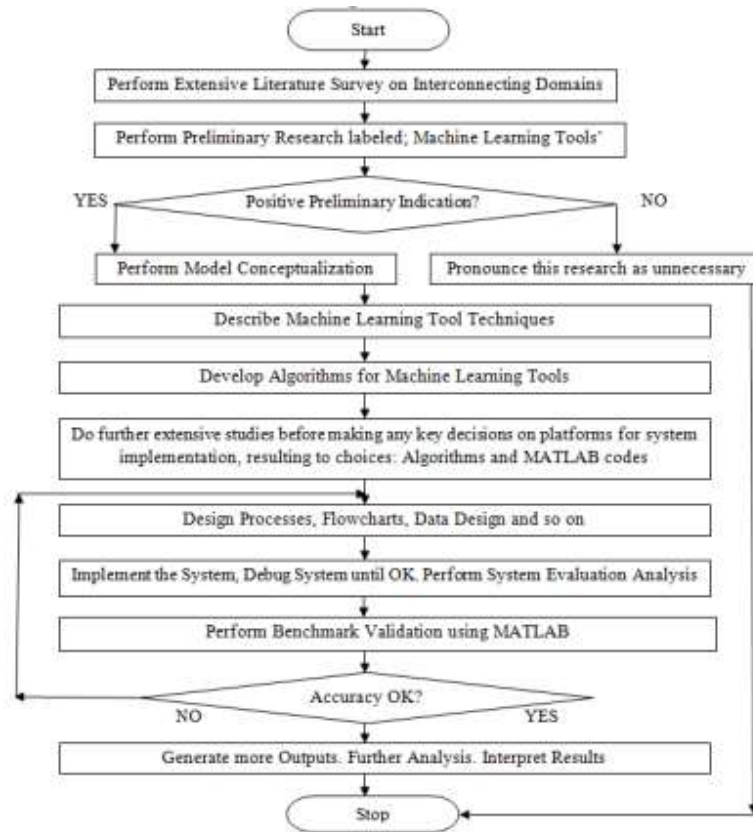 Start
Perform Extensive Literature Survey on Interconnecting Domains
Perform Preliminary Research labeled; Machine Learning Tools'
YES
Positive Preliminary Indication?
NO
Perform Model Conceptualization
Pronounce this research as unnecessary
Describe Machine Learning Tool Techniques
Develop Algorithms for Machine Learning Tools
Do further extensive studies before making any key decisions on platforms for system
implementation, resulting to choices: Algorithms and MATLAB codes
Design Processes, Flowcharts, Data Design and so on
Implement the System, Debug System until OK. Perform System Evaluation Analysis
Perform Benchmark Validation using MATLAB
Accuracy OK?
NO
YES
Generate more Outputs. Further Analysis. Interpret Results
Stop